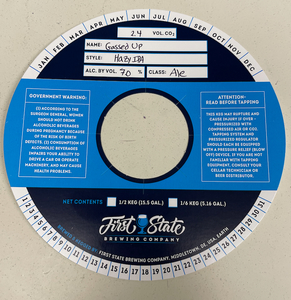 JAN FEB MAR APR MAY JUN JUL AUG SEP OCT NOV DEC
2.4 VOL. CO2
NAME: Gassed Up
STYLE: Hazy IPA
ALC. BY VOL. 7.0 % CLASS: Ale
GOVERNMENT WARNING:
(1) ACCORDING TO THE
SURGEON GENERAL, WOMEN
SHOULD NOT DRINK
ALCOHOLIC BEVERAGES
DURING PREGNANCY BECAUSE
OF THE RISK OF BIRTH
DEFECTS. (2) CONSUMPTION OF
ALCOHOLIC BEVERAGES
IMPAIRS YOUR ABILITY TO
DRIVE A CAR OR OPERATE
MACHINERY, AND MAY CAUSE
HEALTH PROBLEMS.
ATTENTION-
READ BEFORE TAPPING
THIS KEG MAY RUPTURE AND
CAUSE INJURY IF OVER-
PRESSURIZED. THE
COMPRESSED AIR OR CO2
TAPPING SYSTEM AND
PRESSURIZED REGULATOR
SHOULD EACH BE EQUIPPED
WITH A PRESSURE RELIEF (BLOW
OFF) DEVICE. IF YOU ARE NOT
FAMILIAR WITH TAPPING
EQUIPMENT, CONSULT YOUR
CELLAR TECHNICIAN OR
BEER DISTRIBUTOR.
NET CONTENTS 1/2 KEG (15.5 GAL.) 1/6 KEG (5.16 GAL.)
First State
BREWING COMPANY
FIRST STATE BREWING COMPANY, MIDDLETOWN, DE, USA, EARTH
1 2 3 4 5 6 7 8 9 10 11 12 13 14 15 16 17 18 19 20 21 22 23 24 25 26 27 28 29 30 31